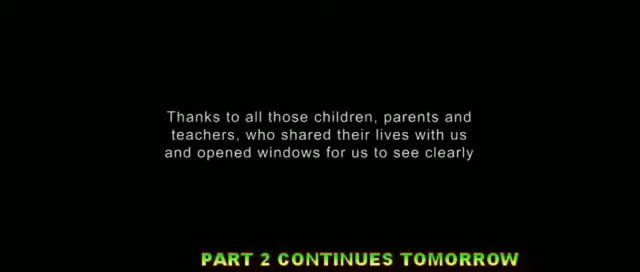 Thanks to all those children, parents and
teachers, who shared their lives with us
and opened windows for us to see clearly
PART 2 CONTINUES TOMORROW